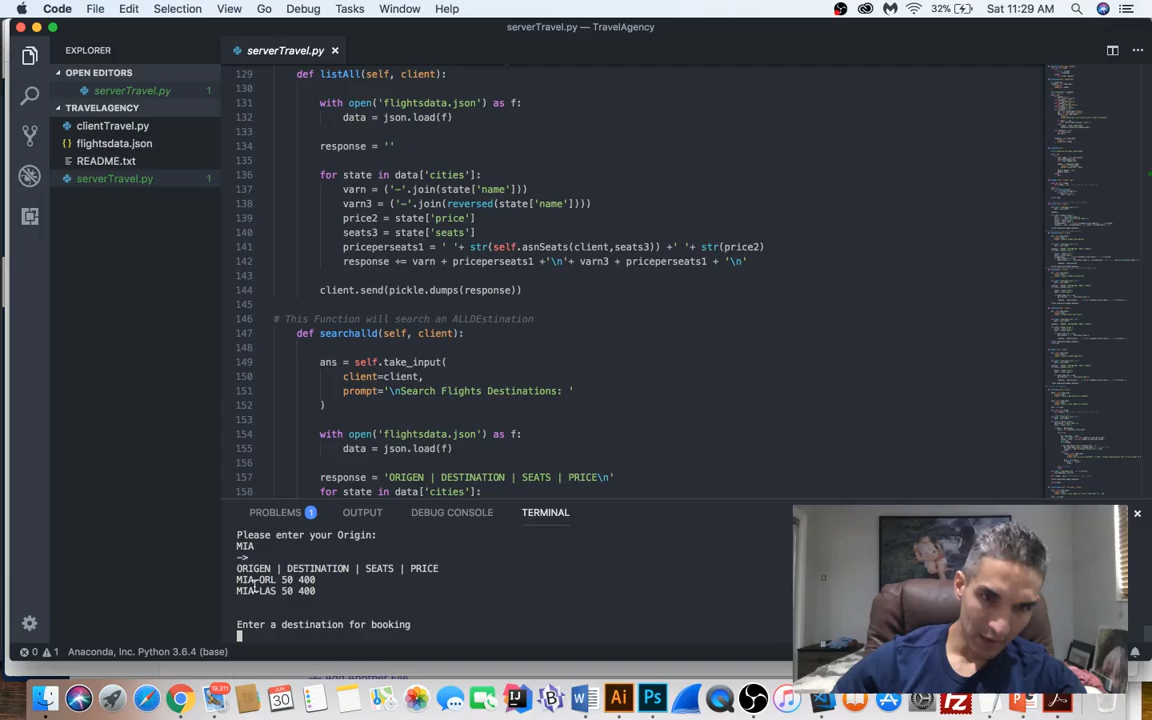 Code File Edit Selection View Go Debug Tasks Window Help
32% Sat 11:29 AM
serverTravel.py — TravelAgency
EXPLORER
OPEN EDITORS
serverTravel.py 1
TRAVELAGENCY
clientTravel.py
flightsdata.json
README.txt
serverTravel.py 1
serverTravel.py
129 def listAll(self, client):
130
131 with open('flightsdata.json') as f:
132 data = json.load(f)
133
134 response = ''
135
136 for state in data['cities']:
137 varn = ('-'.join(state['name']))
138 varn3 = ('-'.join(reversed(state['name'])))
139 price2 = state['price']
140 seats3 = state['seats']
141 priceperseats1 = ' '+ str(self.asnSeats(client,seats3)) +' '+ str(price2)
142 response += varn + priceperseats1 +'\n'+ varn3 + priceperseats1 + '\n'
143
144 client.send(pickle.dumps(response))
145
146 # This Function will search an ALLDEstination
147 def searchalld(self, client):
148
149 ans = self.take_input(
150 client=client,
151 prompt='\nSearch Flights Destinations: '
152 )
153
154 with open('flightsdata.json') as f:
155 data = json.load(f)
156
157 response = 'ORIGEN | DESTINATION | SEATS | PRICE\n'
158 for state in data['cities']:
PROBLEMS 1 OUTPUT DEBUG CONSOLE TERMINAL
Please enter your Origin:
MIA
->
ORIGEN | DESTINATION | SEATS | PRICE
MIA-ORL 50 400
MIA-LAS 50 400
Enter a destination for booking
0 1 Anaconda, Inc. Python 3.6.4 (base)